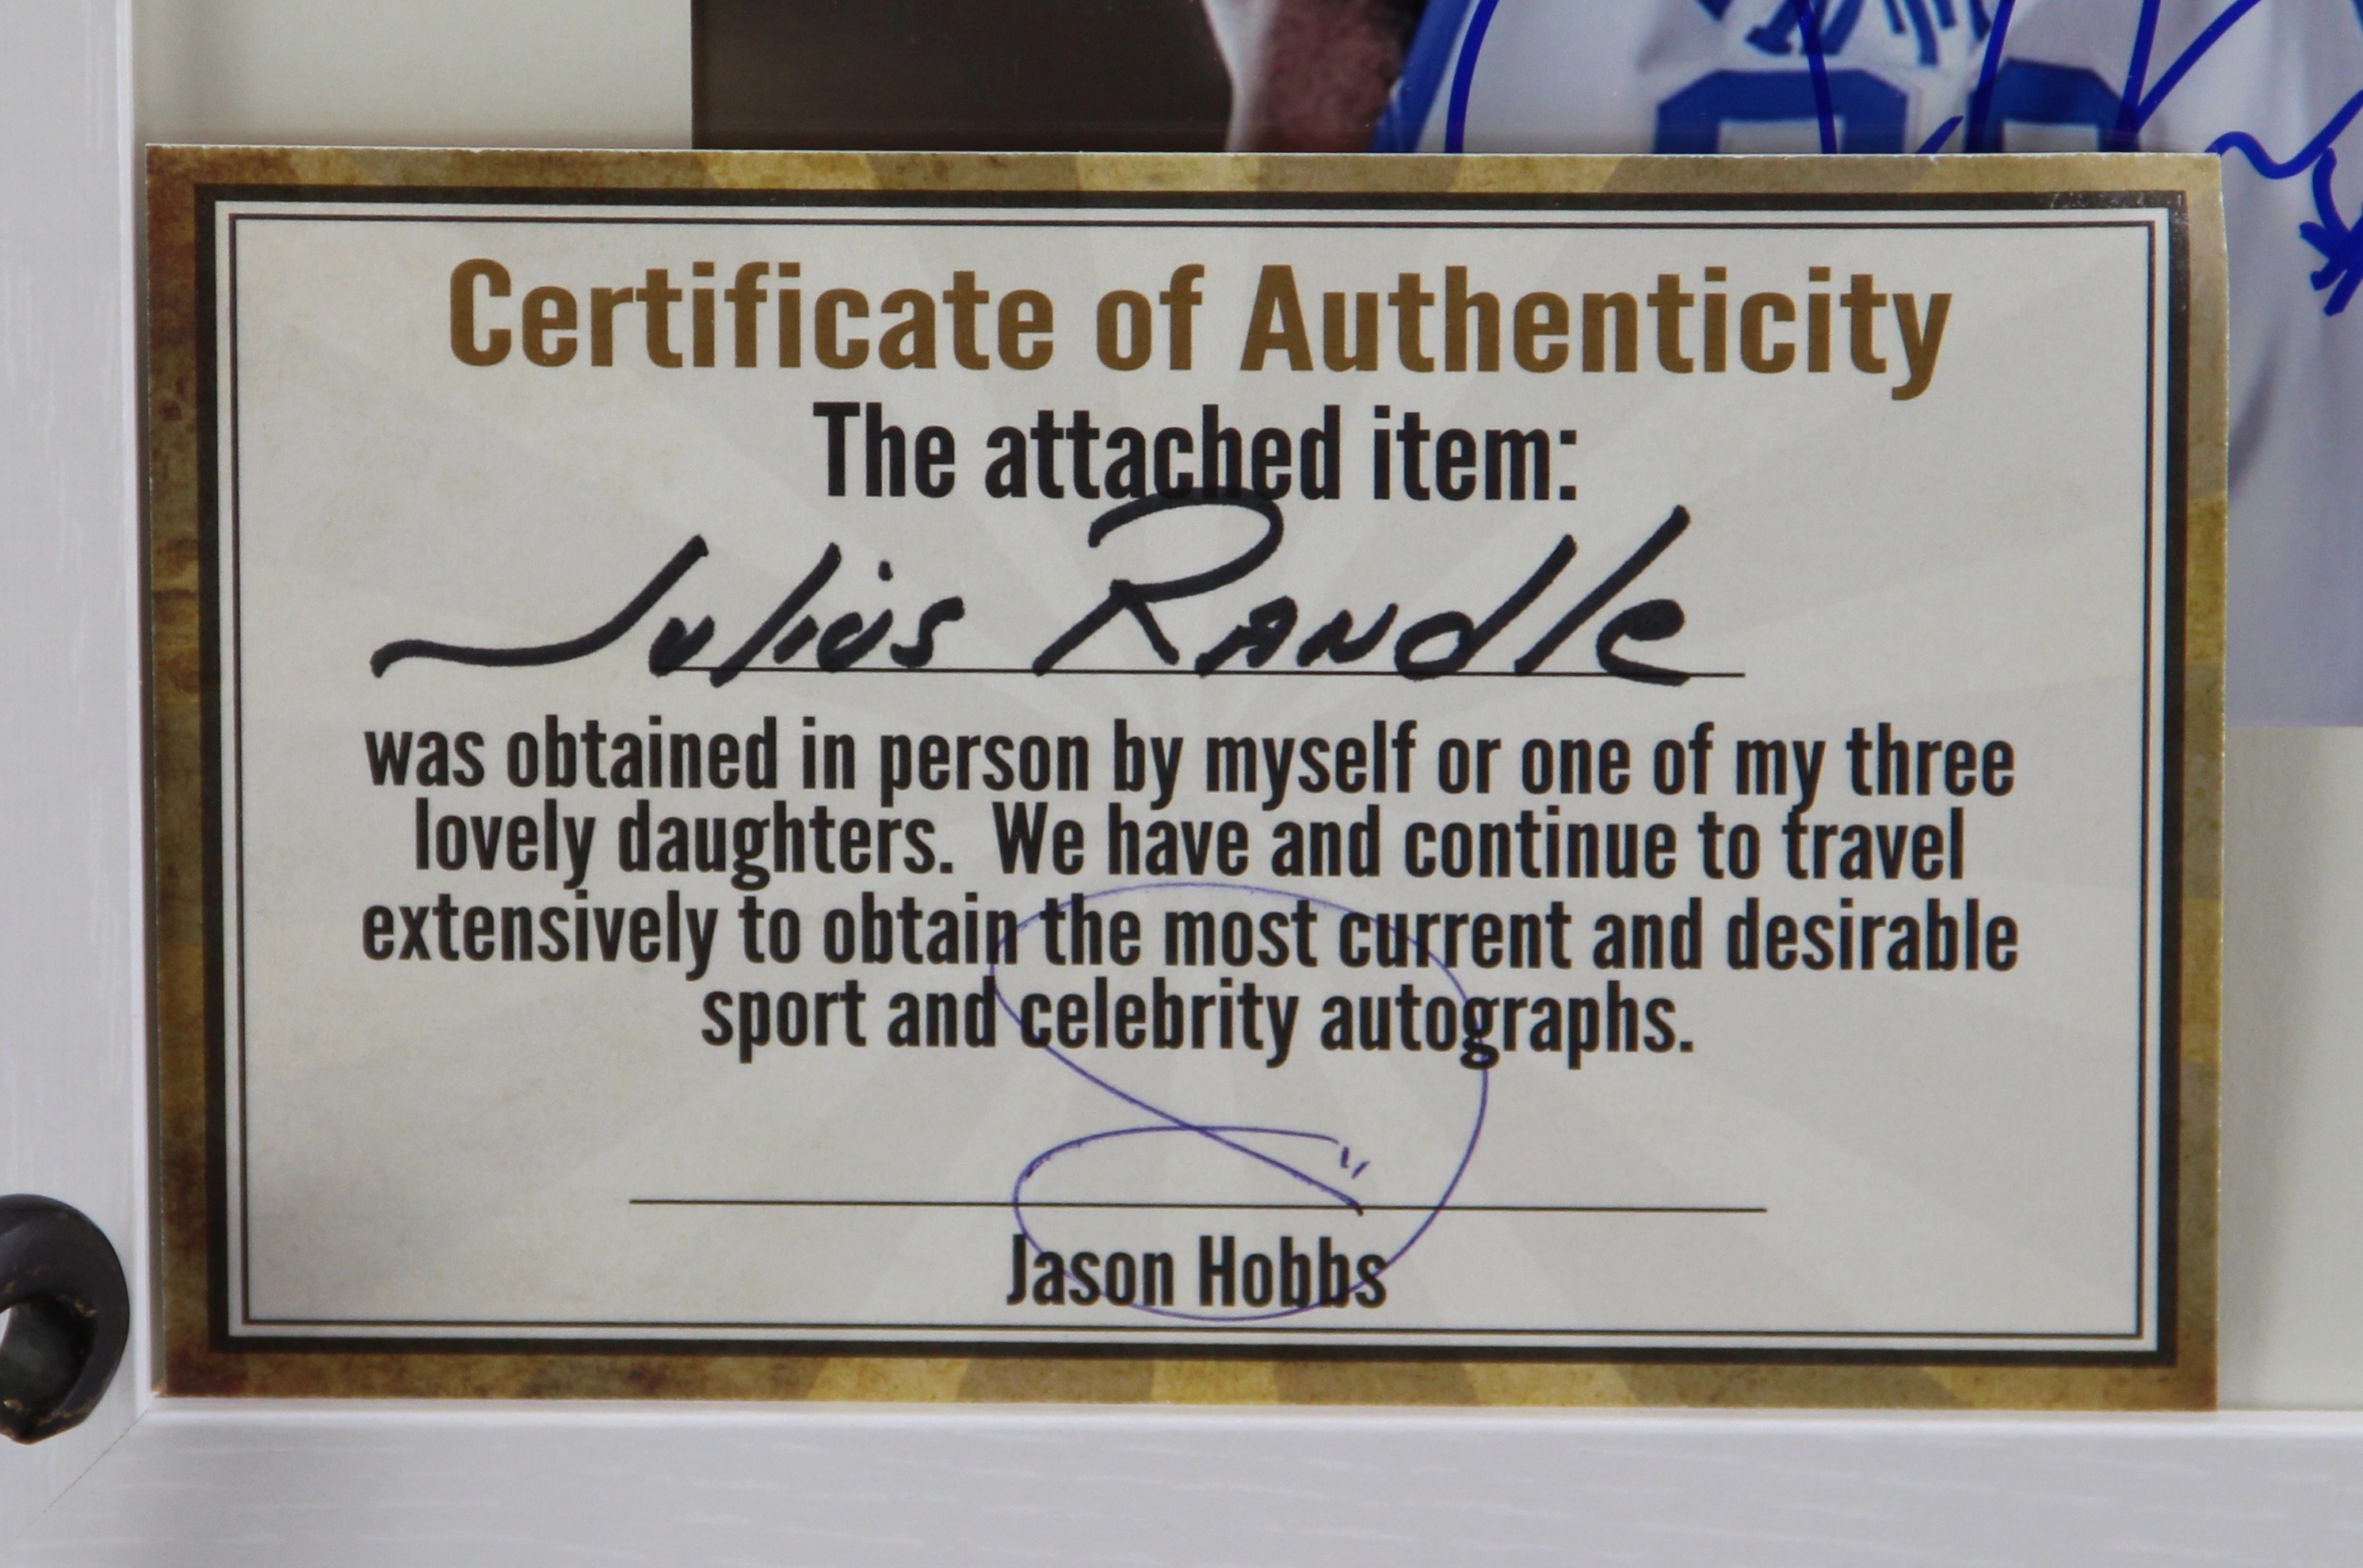 Certificate of Authenticity
The attached item:
Julius Randle
was obtained in person by myself or one of my three
lovely daughters.  We have and continue to travel
extensively to obtain the most current and desirable
sport and celebrity autographs.
Jason Hobbs